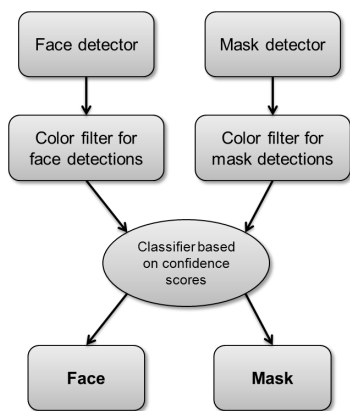 Face detector
Mask detector
Color filter for
face detections
Color filter for
mask detections
Classifier based
on confidence
scores
Face
Mask